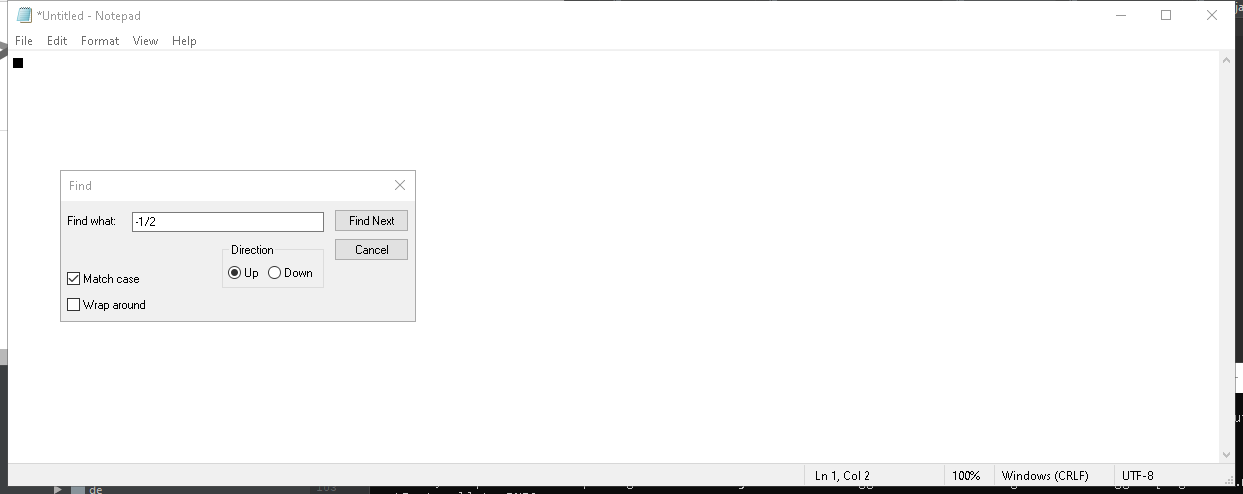 *Untitled - Notepad
File Edit Format View Help
Find
Find what: -1/2 Find Next
Direction Cancel
Up Down
Match case
Wrap around
Ln 1, Col 2 100% Windows (CRLF) UTF-8
de